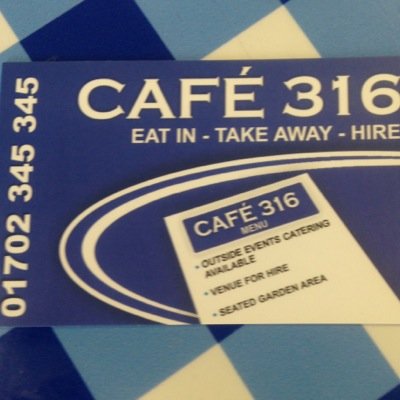 CAFÉ 316
EAT IN - TAKE AWAY - HIRE
01702 345 345
CAFÉ 316
MENU
• OUTSIDE EVENTS CATERING
AVAILABLE
• VENUE FOR HIRE
• SEATED GARDEN AREA